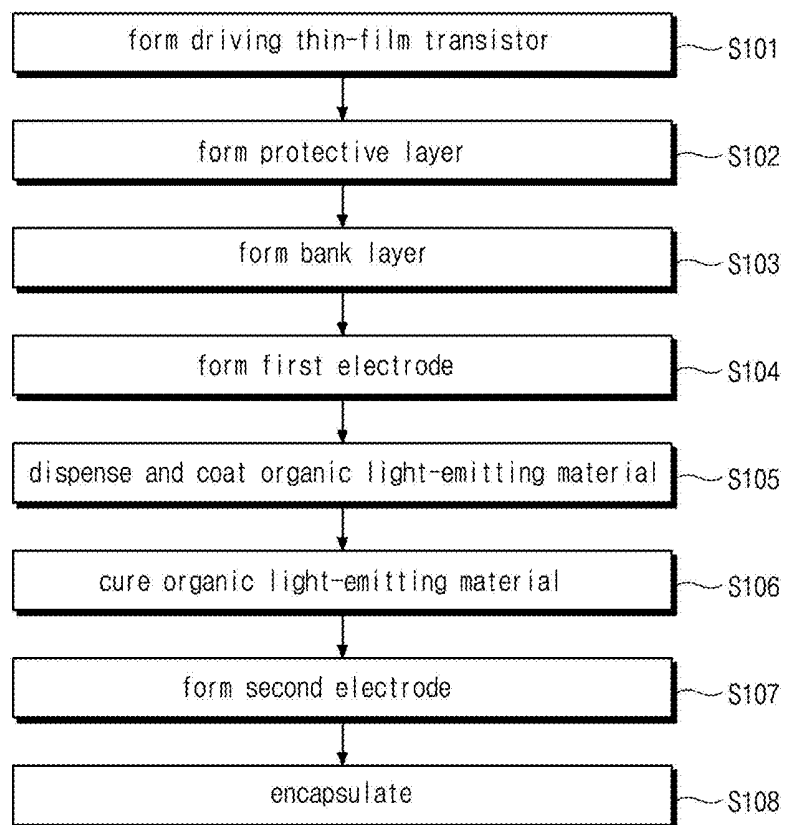 form driving thin-film transistor S101
form protective layer S102
form bank layer S103
form first electrode S104
dispense and coat organic light-emitting material S105
cure organic light-emitting material S106
form second electrode S107
encapsulate S108